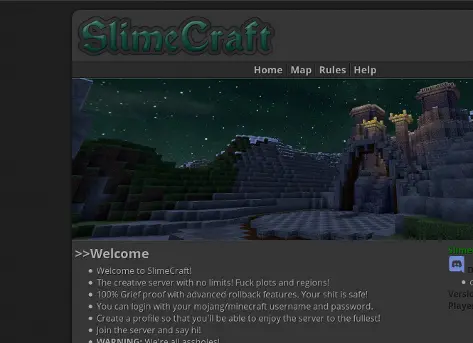 SlimeCraft
Home Map Rules Help
>>Welcome
Welcome to SlimeCraft!
The creative server with no limits! Fuck plots and regions!
100% Grief proof with advanced rollback features. Your shit is safe!
You can login with your mojang/minecraft username and password.
Create a profile so that you'll be able to enjoy the server to the fullest!
Join the server and say hi!
WARNING: We're all assholes!
Slime
D
Versio
Player